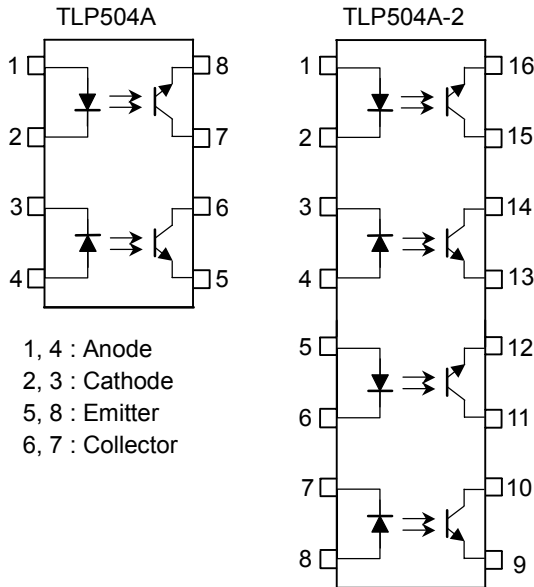 TLP504A
1 8
2 7
3 6
4 5
1, 4 : Anode
2, 3 : Cathode
5, 8 : Emitter
6, 7 : Collector
TLP504A-2
1 16
2 15
3 14
4 13
5 12
6 11
7 10
8 9